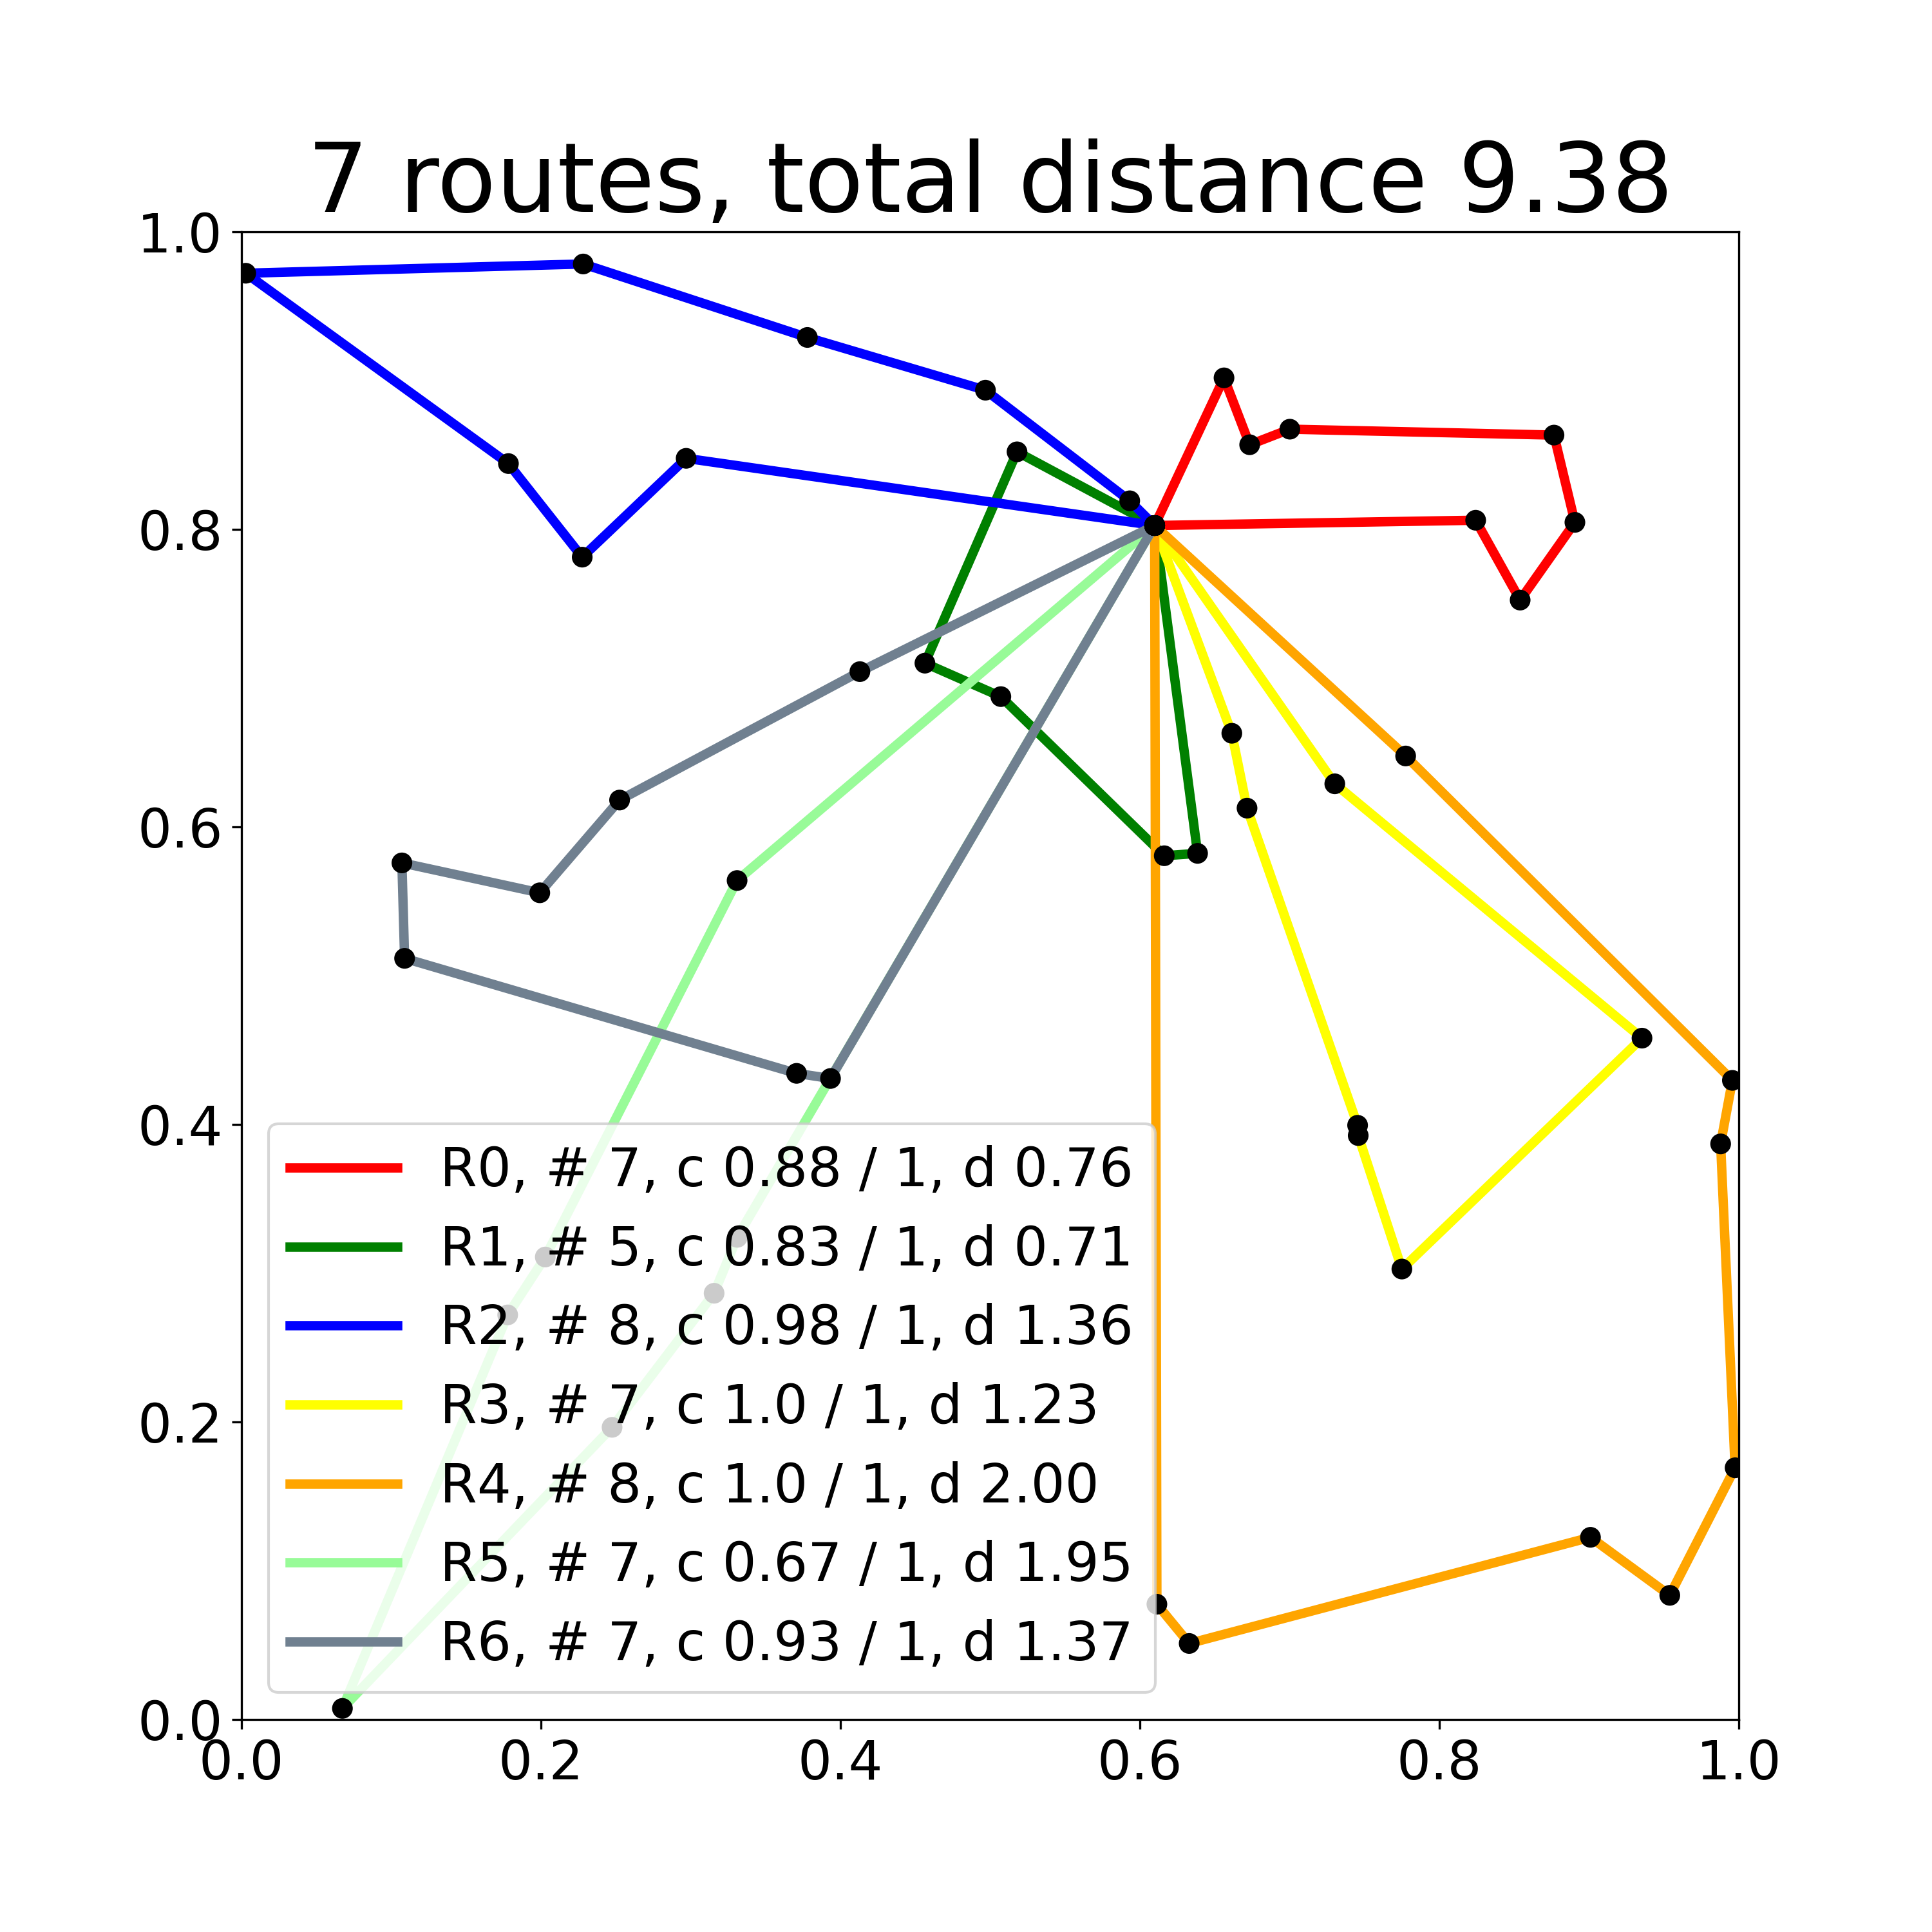 7 routes, total distance 9.38
1.0
0.8
0.6
0.4
0.2
0.0
R0, # 7, c 0.88 / 1, d 0.76
R1, # 5, c 0.83 / 1, d 0.71
R2, # 8, c 0.98 / 1, d 1.36
R3, # 7, c 1.0 / 1, d 1.23
R4, # 8, c 1.0 / 1, d 2.00
R5, # 7, c 0.67 / 1, d 1.95
R6, # 7, c 0.93 / 1, d 1.37
0.0 0.2 0.4 0.6 0.8 1.0